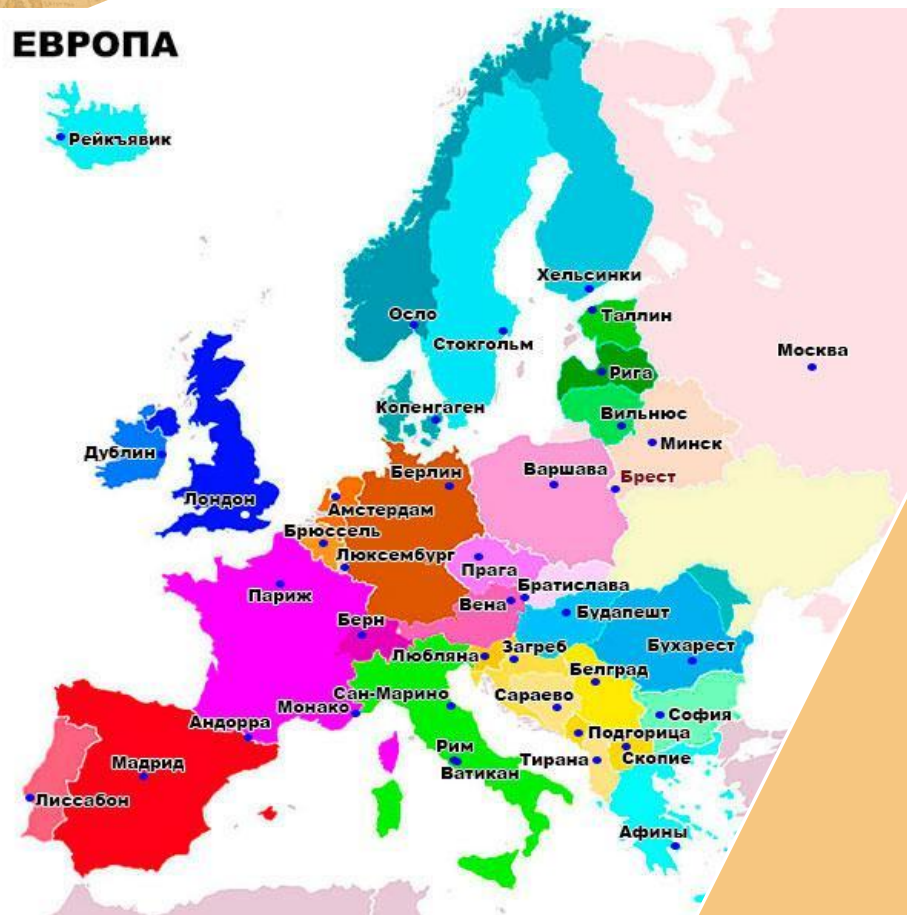 ЕВРОПА
Рейкъявик
Хельсинки
Осло
Таллин
Стокгольм
Москва
Рига
Копенгаген
Вильнюс
Минск
Дублин
Берлин
Варшава
Брест
Лондон
Амстердам
Брюссель
Люксембург
Прага
Братислава
Париж
Вена
Будапешт
Берн
Загреб
Бухарест
Любляна
Белград
Сан-Марино
Сараево
Монако
София
Андорра
Подгорица
Рим
Тирана
Скопие
Мадрид
Ватикан
Лиссабон
Афины